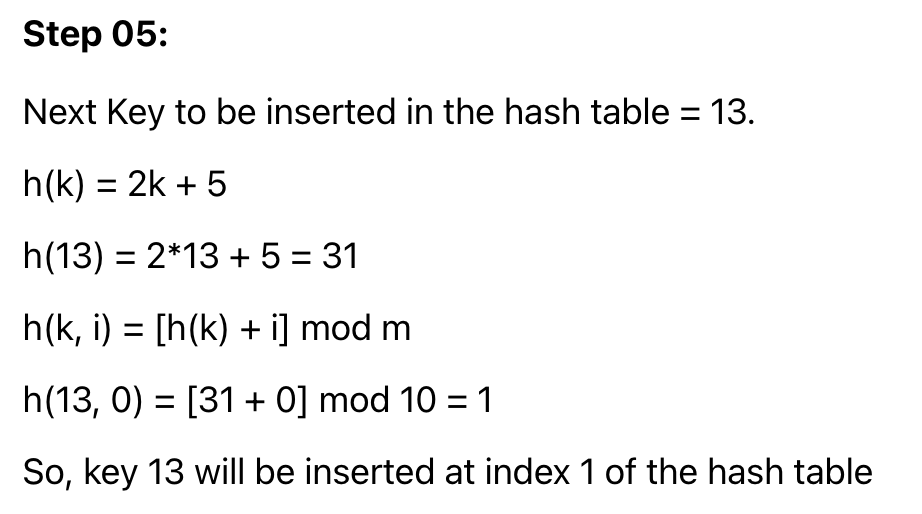 Step 05:
Next Key to be inserted in the hash table = 13.
h(k) = 2k + 5
h(13) = 2*13 + 5 = 31
h(k, i) = [h(k) + i] mod m
h(13, 0) = [31 + 0] mod 10 = 1
So, key 13 will be inserted at index 1 of the hash table